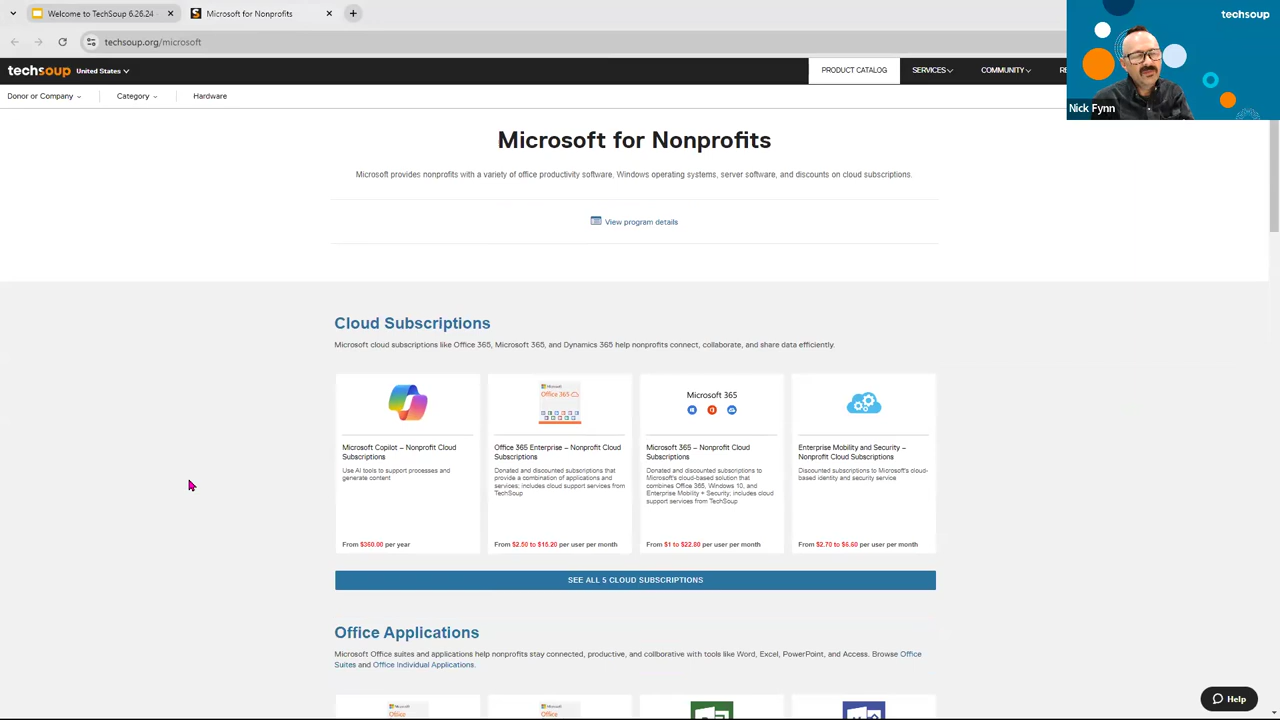 Welcome to TechSoup 6.26.24 -
Microsoft for Nonprofits
techsoup.org/microsoft
techsoup
Nick Fynn
techsoup United States
PRODUCT CATALOG
SERVICES
COMMUNITY
RE
Donor or Company
Category
Hardware
Microsoft for Nonprofits
Microsoft provides nonprofits with a variety of office productivity software. Windows operating systems, server software, and discounts on cloud subscriptions.
View program details
Cloud Subscriptions
Microsoft cloud subscriptions like Office 365, Microsoft 365, and Dynamics 365 help nonprofits connect, collaborate, and share data efficiently.
Microsoft Copilot – Nonprofit Cloud
Subscriptions
Use AI tools to support processes and
generate content
From $360.00 per year
Microsoft
Office 365
Office 365 Enterprise – Nonprofit Cloud
Subscriptions
Donated and discounted subscriptions that
provide a combination of applications and
services; includes cloud support services from
TechSoup
From $2.50 to $15.20 per user per month
Microsoft 365
Microsoft 365 – Nonprofit Cloud
Subscriptions
Donated and discounted subscriptions to
Microsoft's cloud-based solution that
combines Office 365, Windows 10, and
Enterprise Mobility + Security; includes cloud
support services from TechSoup
From $1 to $22.80 per user per month
Enterprise Mobility and Security –
Nonprofit Cloud Subscriptions
Discounted subscriptions to Microsoft's cloud-
based identity and security service
From $2.70 to $6.60 per user per month
SEE ALL 5 CLOUD SUBSCRIPTIONS
Office Applications
Microsoft Office suites and applications help nonprofits stay connected, productive, and collborative with tools like Word, Excel, PowerPoint, and Access. Browse Office
Suites and Office Individual Applications.
Microsoft
Office
Microsoft
Office
Help